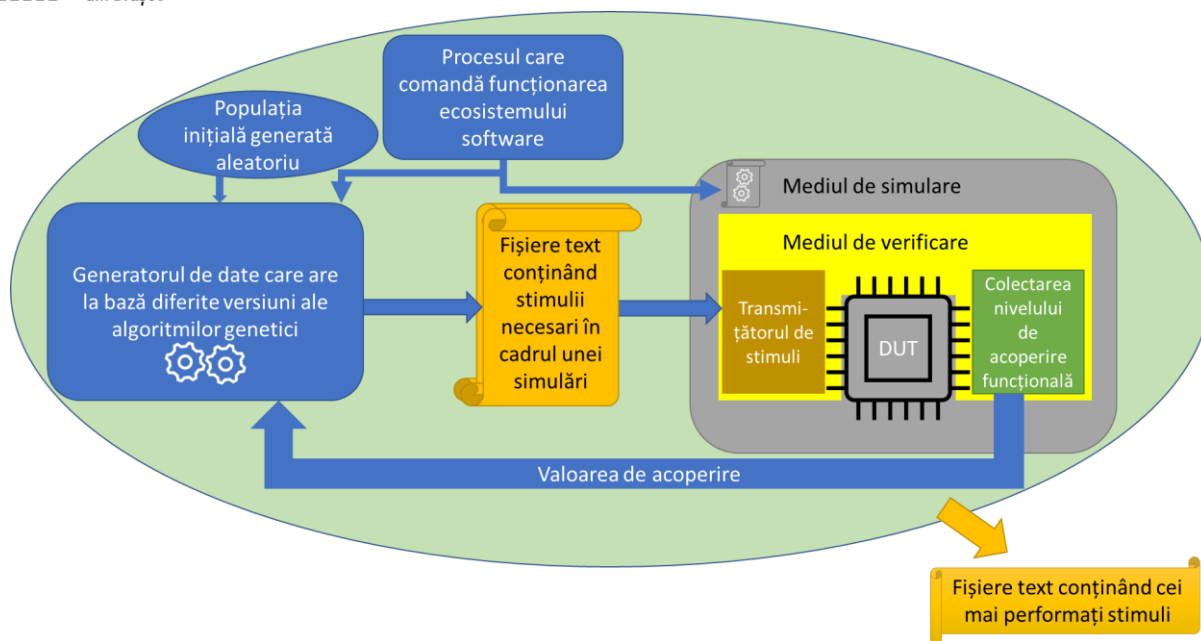 Procesul care
comandă funcționarea
ecosistemului
software
Populația
inițială generată
aleatoriu
Mediul de simulare
Mediul de verificare
Generatorul de date care are
la bază diferite versiuni ale
algoritmilor genetici
Fișiere text
conținând
stimulii
necesari în
cadrul unei
simulări
Transmi-
țătorul de
stimuli
DUT
Colectarea
nivelului
de
acoperire
funcțională
Valoarea de acoperire
Fișiere text conținând cei
mai performați stimuli